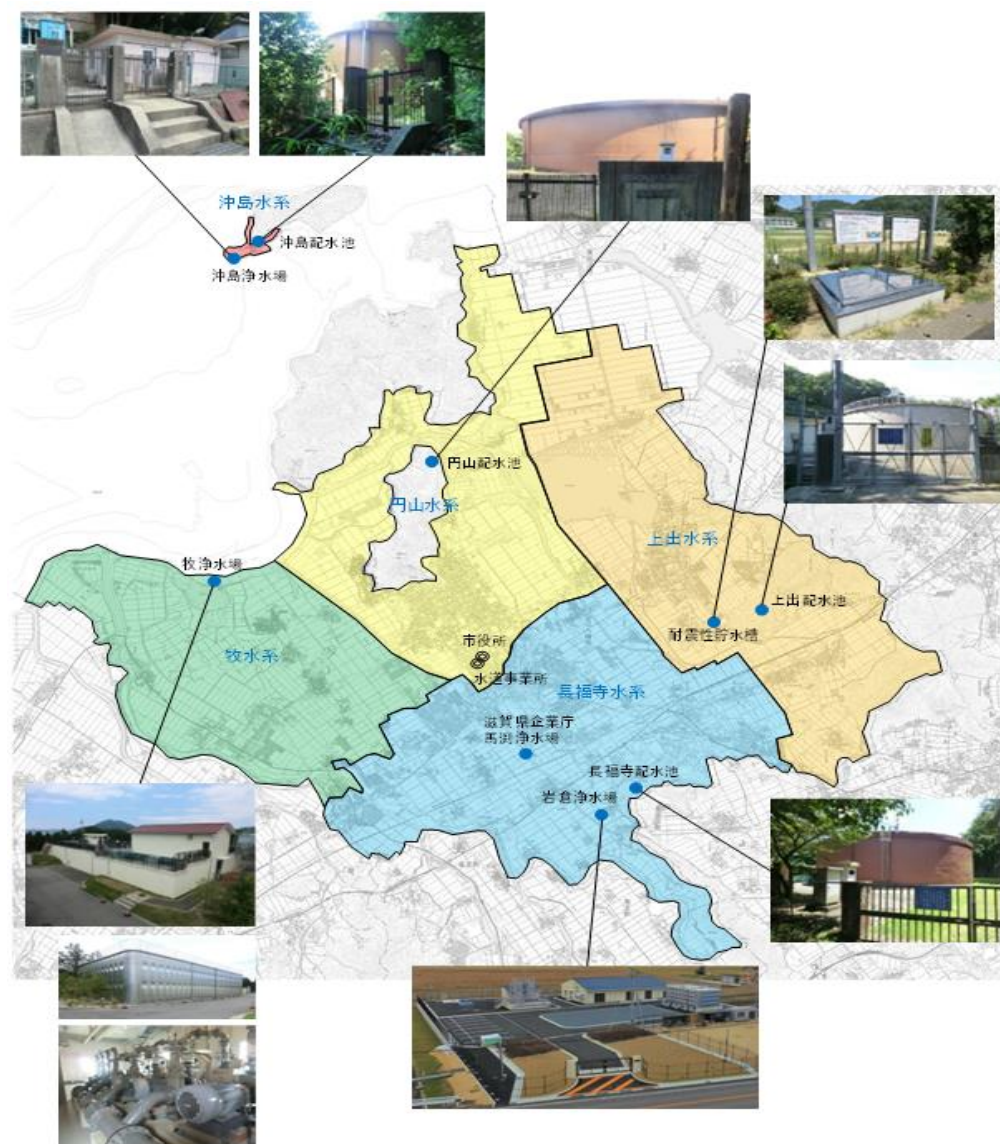 沖島水系
沖島配水池
沖島浄水場
円山配水池
円山水系
上出水系
牧浄水場
上出配水池
耐震性貯水槽
市役所
牧水系
水道事業所
長福寺水系
滋賀県企業庁
馬渕浄水場
長福寺配水池
岩倉浄水場